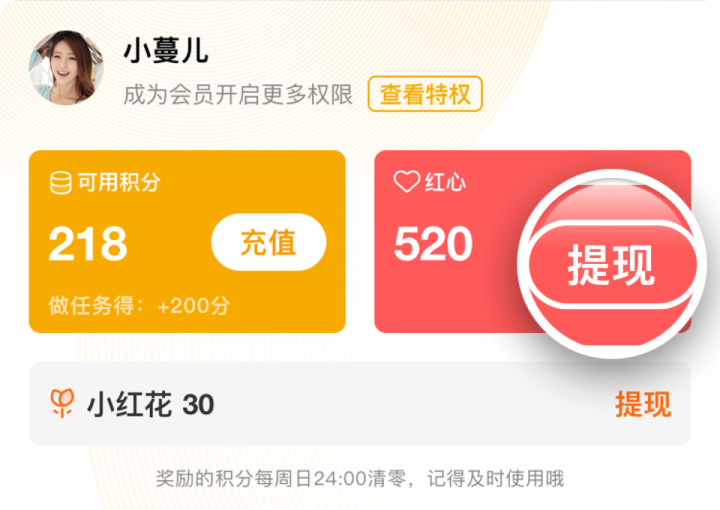 小蔓儿
成为会员开启更多权限 查看特权
可用积分
218 充值
做任务得：+200分
红心
520 提现
小红花 30 提现
奖励的积分每周日24:00清零，记得及时使用哦